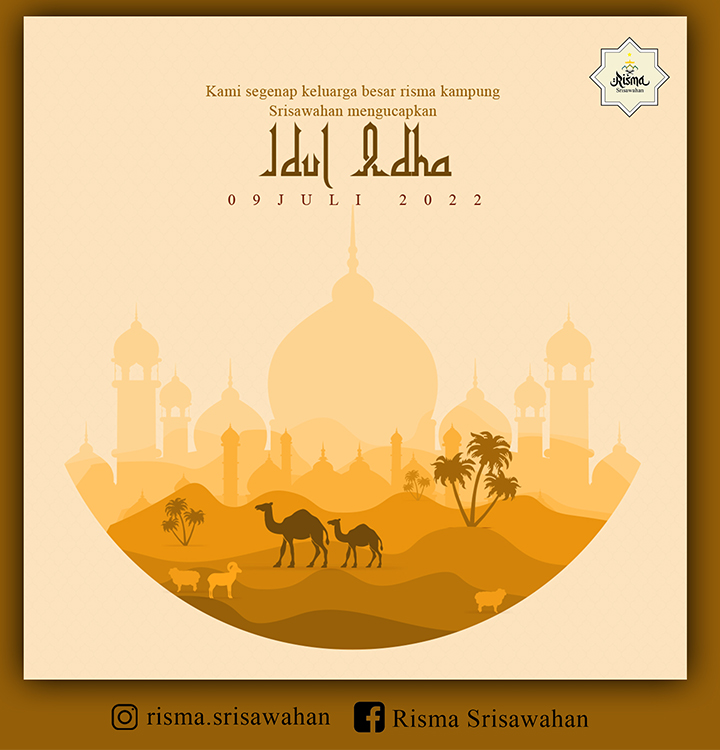 Risma
Srisawahan
Kami segenap keluarga besar risma kampung
Srisawahan mengucapkan
Idul Adha
09JULI 2022
risma.srisawahan
Risma Srisawahan